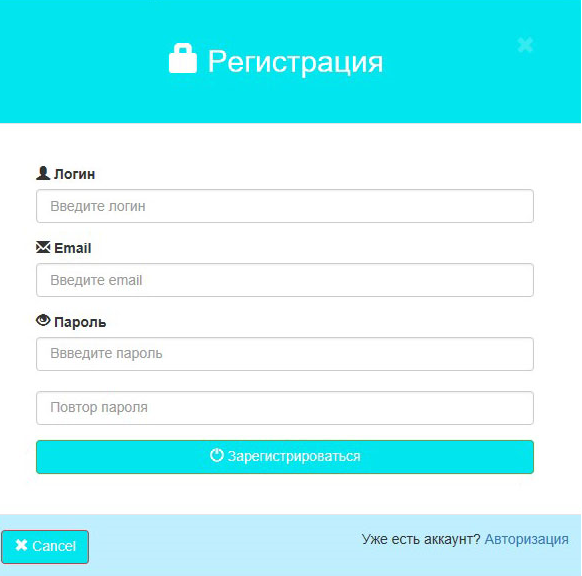 Регистрация
Логин
Введите логин
Email
Введите email
Пароль
Ввведите пароль
Повтор пароля
Зарегистрироваться
Cancel
Уже есть аккаунт? Авторизация